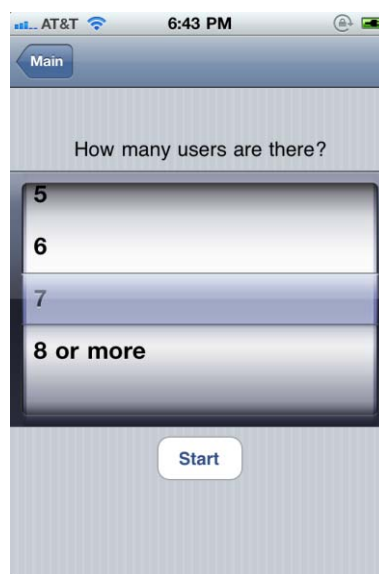 AT&T 6:43 PM
Main
How many users are there?
5
6
7
8 or more
Start